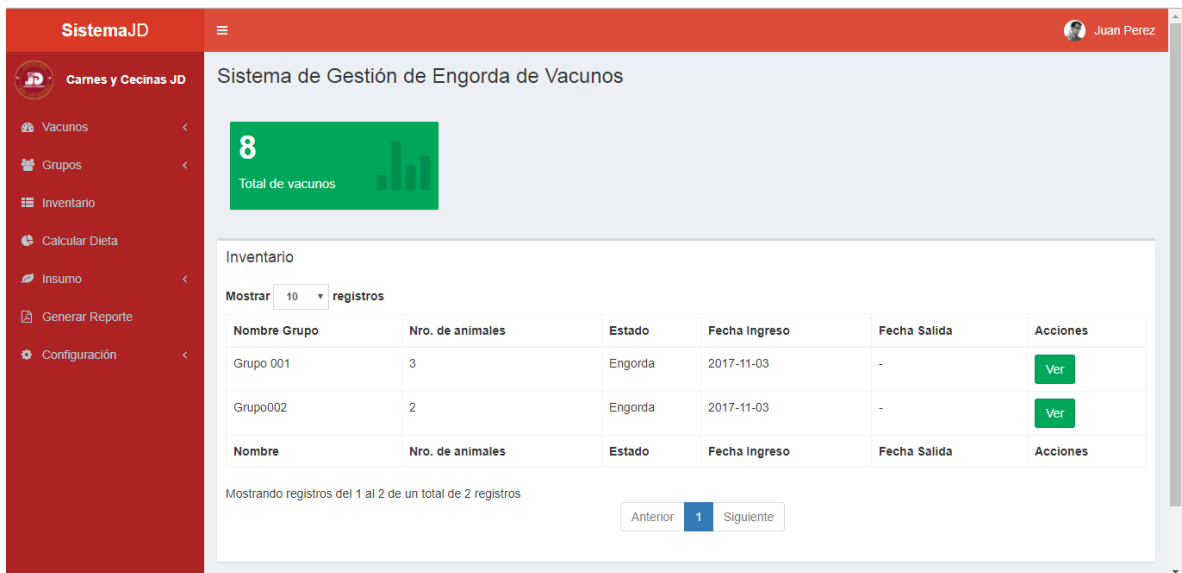 SistemaJD
Juan Perez
JD
Carnes y Cecinas JD
Vacunos
Grupos
Inventario
Calcular Dieta
Insumo
Generar Reporte
Configuración
Sistema de Gestión de Engorda de Vacunos
8
Total de vacunos
Inventario
Mostrar 10 registros
Nombre Grupo Nro. de animales Estado Fecha Ingreso Fecha Salida Acciones
Grupo 001 3 Engorda 2017-11-03 - Ver
Grupo002 2 Engorda 2017-11-03 - Ver
Nombre Nro. de animales Estado Fecha Ingreso Fecha Salida Acciones
Mostrando registros del 1 al 2 de un total de 2 registros
Anterior 1 Siguiente